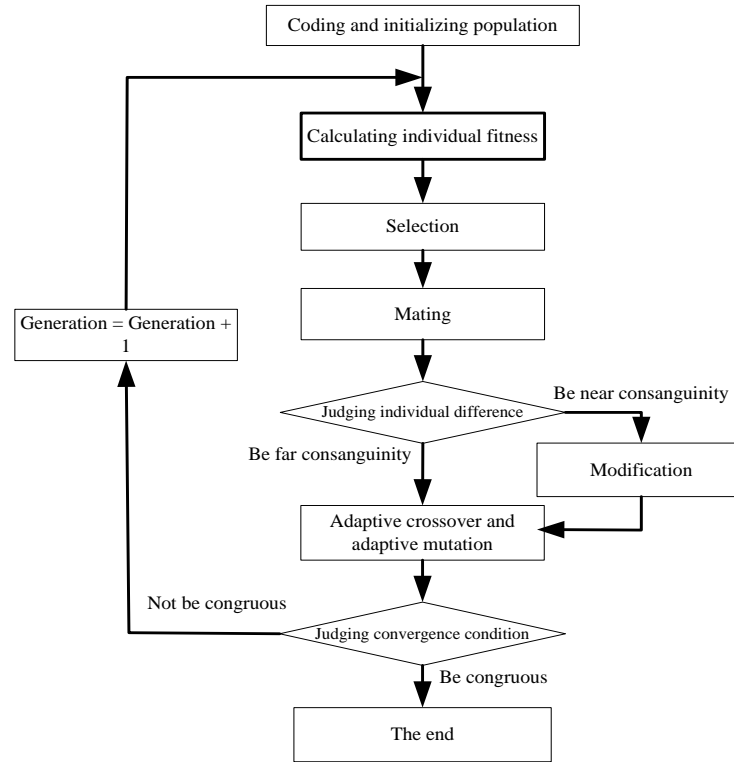 Coding and initializing population
Calculating individual fitness
Selection
Mating
Generation = Generation +
1
Judging individual difference
Be near consanguinity
Be far consanguinity
Modification
Adaptive crossover and
adaptive mutation
Not be congruous
Judging convergence condition
Be congruous
The end